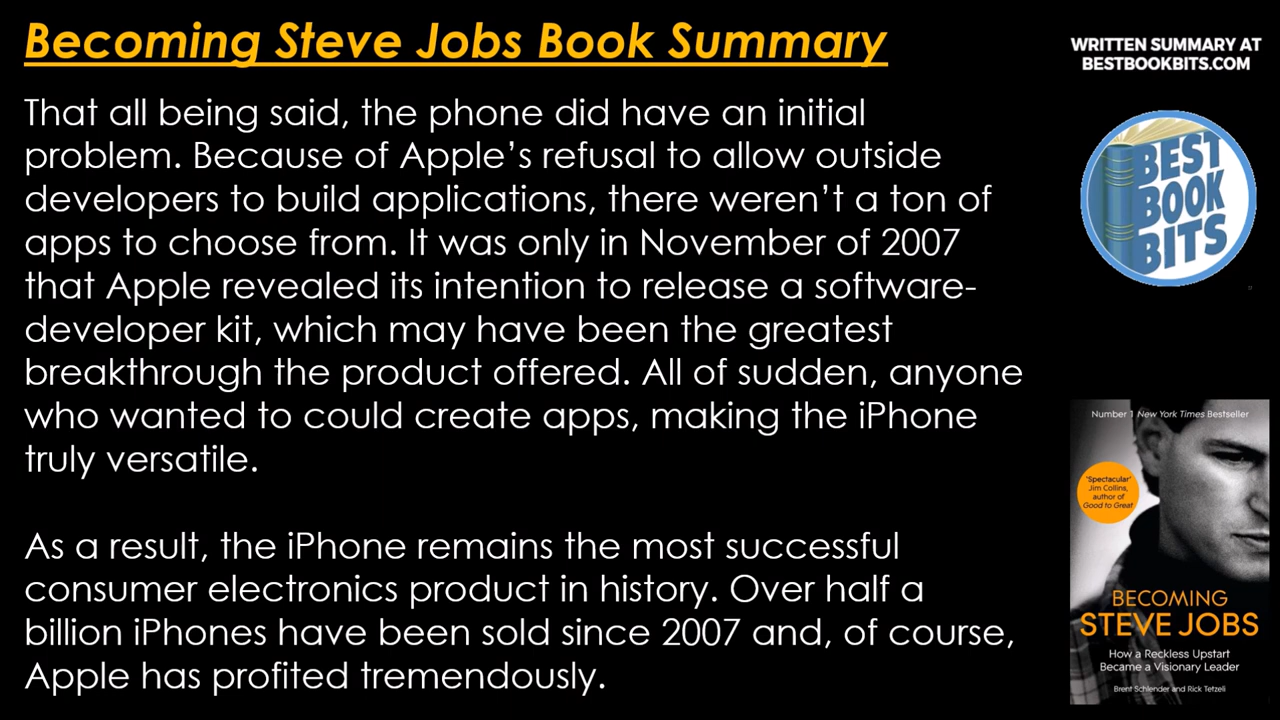 Becoming Steve Jobs Book Summary
WRITTEN SUMMARY AT
BESTBOOKBITS.COM
That all being said, the phone did have an initial
problem. Because of Apple’s refusal to allow outside
developers to build applications, there weren’t a ton of
apps to choose from. It was only in November of 2007
that Apple revealed its intention to release a software-
developer kit, which may have been the greatest
breakthrough the product offered. All of sudden, anyone
who wanted to could create apps, making the iPhone
truly versatile.
As a result, the iPhone remains the most successful
consumer electronics product in history. Over half a
billion iPhones have been sold since 2007 and, of course,
Apple has profited tremendously.
BEST
BOOK
BITS
Number 1 New York Times Bestseller
'Spectacular'
Jim Collins,
author of
Good to Great
BECOMING
STEVE JOBS
How a Reckless Upstart
Became a Visionary Leader
Brent Schlender and Rick Tetzeli